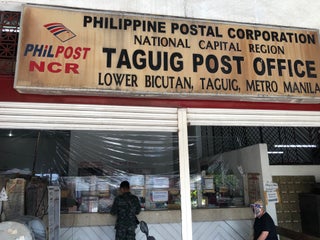 PHILPOST
NCR
PHILIPPINE POSTAL CORPORATION
NATIONAL CAPITAL REGION
TAGUIG POST OFFICE
LOWER BICUTAN, TAGUIG, METRO MANILA